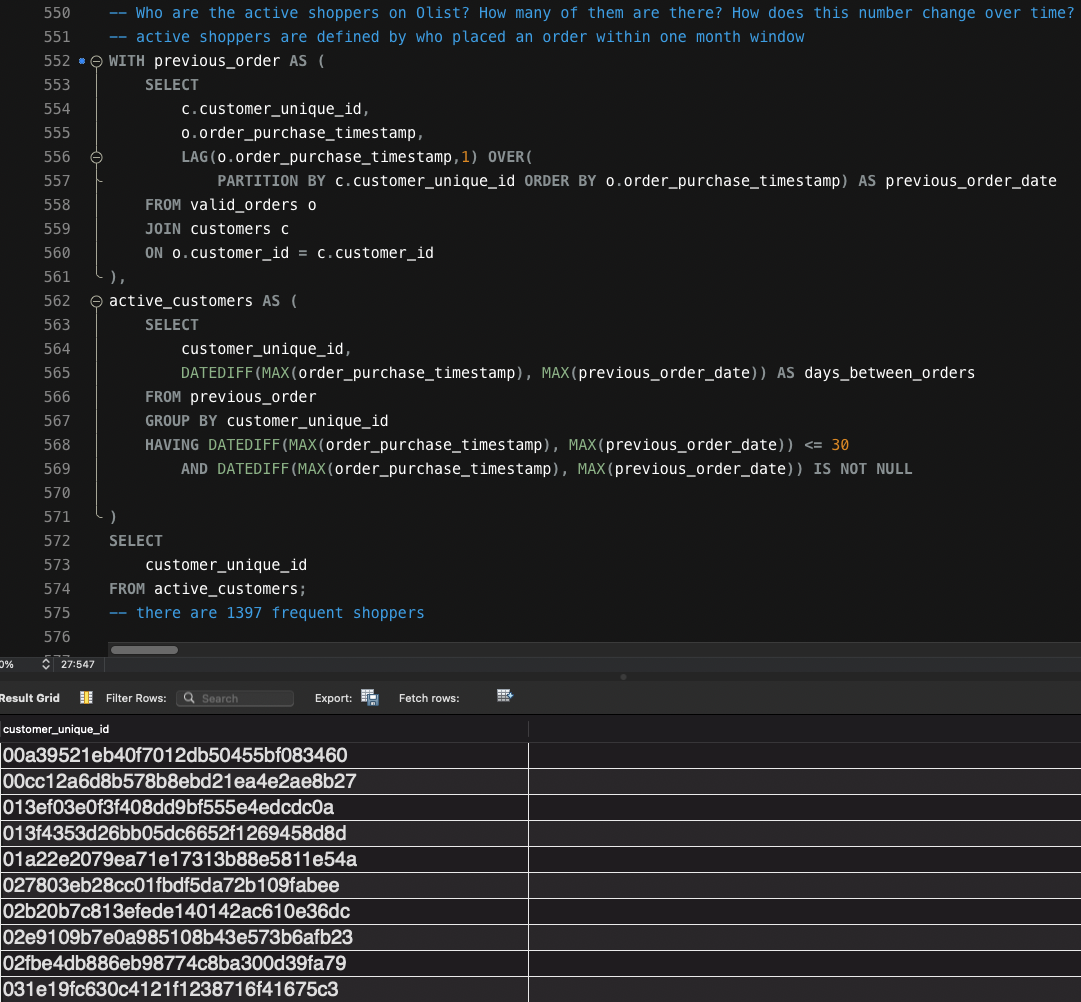 550 -- Who are the active shoppers on Olist? How many of them are there? How does this number change over time?
551 -- active shoppers are defined by who placed an order within one month window
552 WITH previous_order AS (
553 SELECT
554 c.customer_unique_id,
555 o.order_purchase_timestamp,
556 LAG(o.order_purchase_timestamp,1) OVER(
557 PARTITION BY c.customer_unique_id ORDER BY o.order_purchase_timestamp) AS previous_order_date
558 FROM valid_orders o
559 JOIN customers c
560 ON o.customer_id = c.customer_id
561 ),
562 active_customers AS (
563 SELECT
564 customer_unique_id,
565 DATEDIFF(MAX(order_purchase_timestamp), MAX(previous_order_date)) AS days_between_orders
566 FROM previous_order
567 GROUP BY customer_unique_id
568 HAVING DATEDIFF(MAX(order_purchase_timestamp), MAX(previous_order_date)) <= 30
569 AND DATEDIFF(MAX(order_purchase_timestamp), MAX(previous_order_date)) IS NOT NULL
570
571 )
572 SELECT
573 customer_unique_id
574 FROM active_customers;
575 -- there are 1397 frequent shoppers
576
0% 27:547
Result Grid Filter Rows: Search Export: Fetch rows:
customer_unique_id
00a39521eb40f7012db50455bf083460
00cc12a6d8b578b8ebd21ea4e2ae8b27
013ef03e0f3f408dd9bf555e4edcdc0a
013f4353d26bb05dc6652f1269458d8d
01a22e2079ea71e17313b88e5811e54a
027803eb28cc01fbdf5da72b109fabee
02b20b7c813efede140142ac610e36dc
02e9109b7e0a985108b43e573b6afb23
02fbe4db886eb98774c8ba300d39fa79
031e19fc630c4121f1238716f41675c3